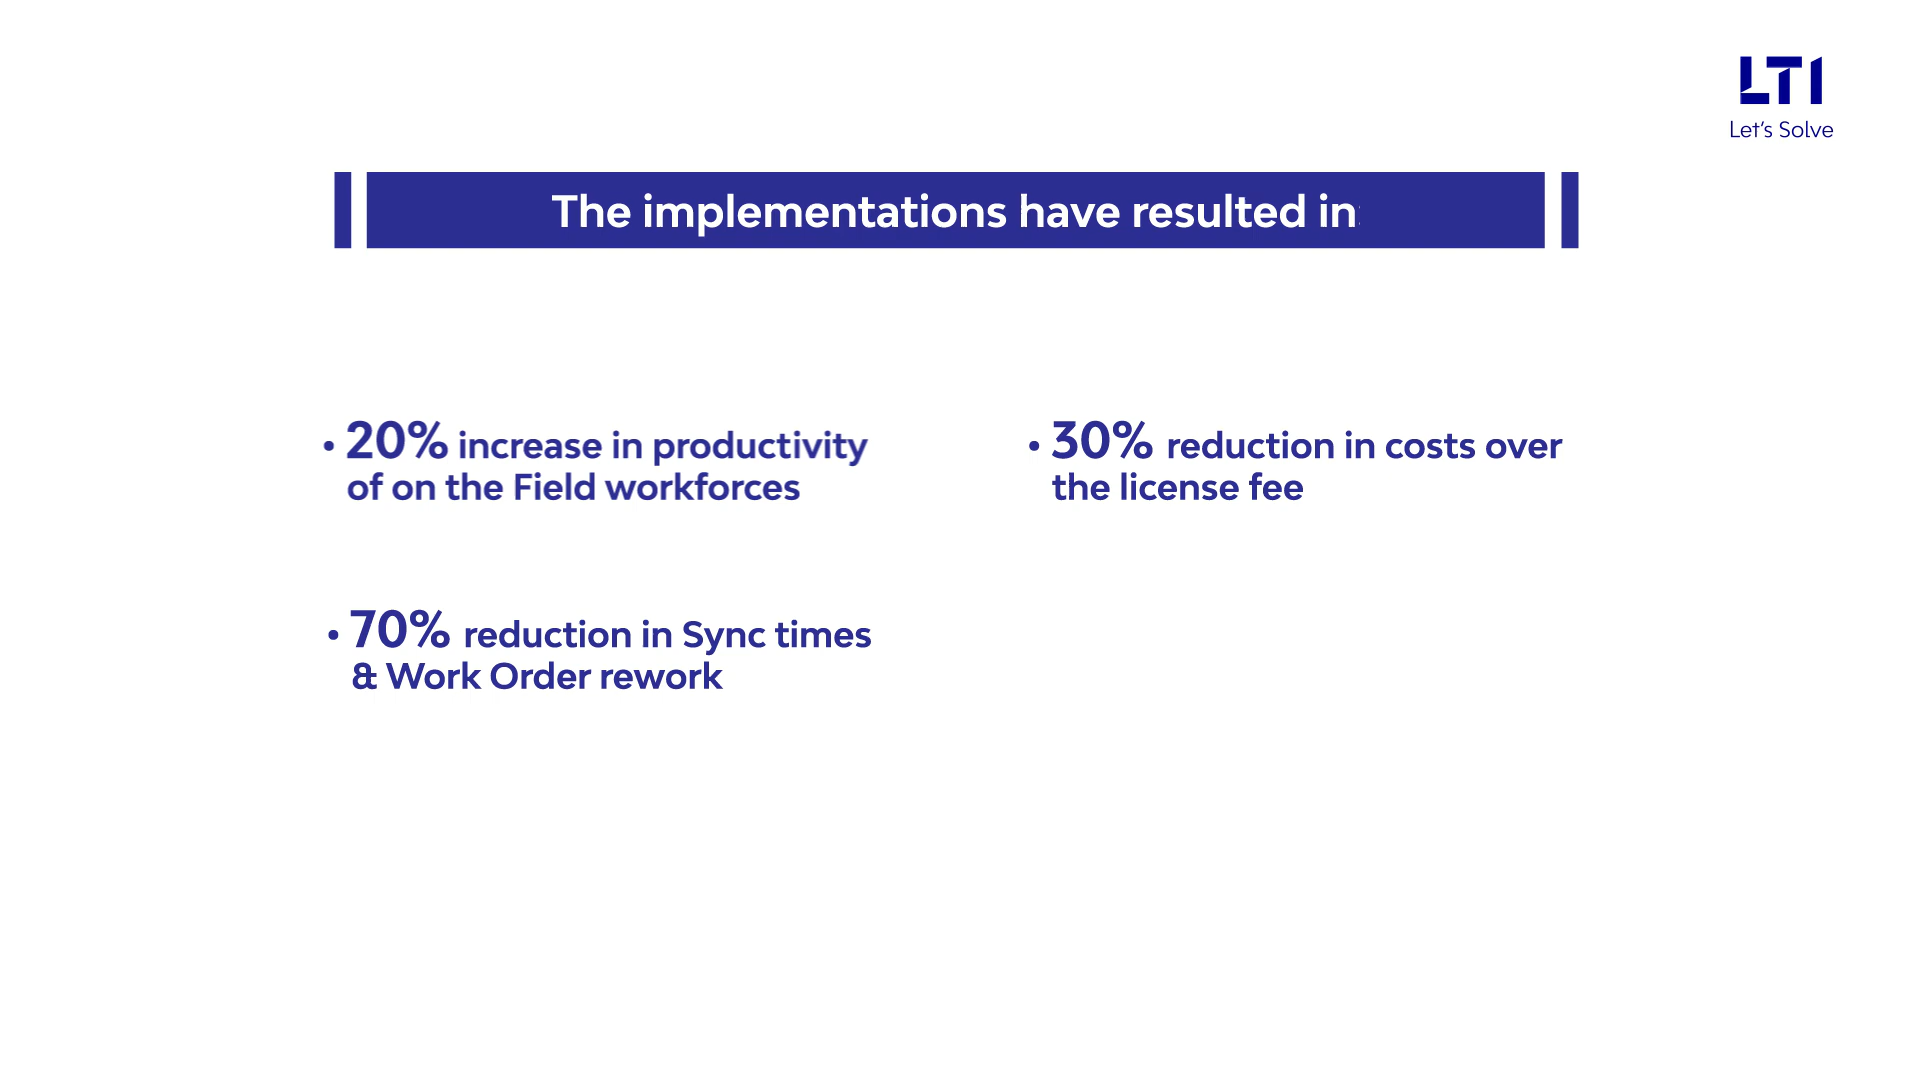 LTI
Let's Solve
The implementations have resulted in:
• 20% increase in productivity
of on the Field workforces
• 30% reduction in costs over
the license fee
• 70% reduction in Sync times
& Work Order rework